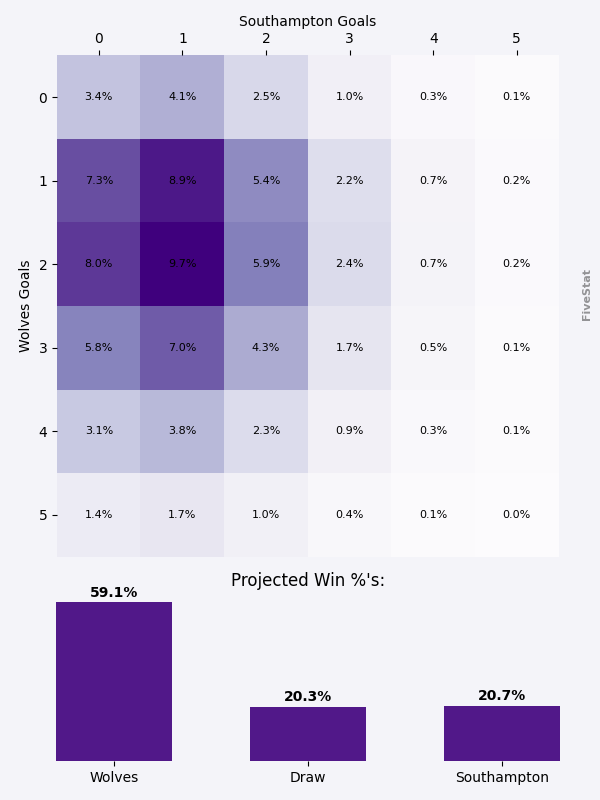 Southampton Goals
0 1 2 3 4 5
0 3.4% 4.1% 2.5% 1.0% 0.3% 0.1%
1 7.3% 8.9% 5.4% 2.2% 0.7% 0.2%
2 8.0% 9.7% 5.9% 2.4% 0.7% 0.2%
3 5.8% 7.0% 4.3% 1.7% 0.5% 0.1%
4 3.1% 3.8% 2.3% 0.9% 0.3% 0.1%
5 1.4% 1.7% 1.0% 0.4% 0.1% 0.0%
Wolves Goals
FiveStat
Projected Win %'s:
59.1% 20.3% 20.7%
Wolves Draw Southampton